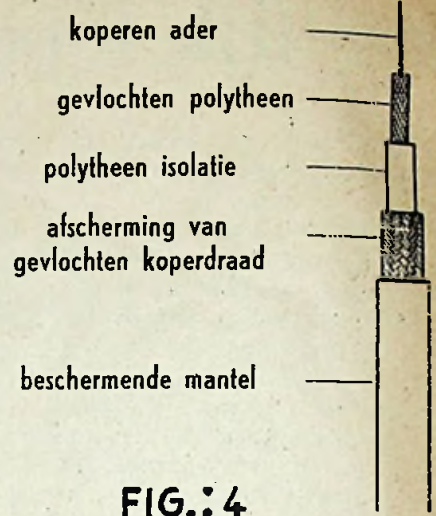 koperen ader
gevlochten polytheen
polytheen isolatie
afscherming van
gevlochten koperdraad
beschermende mantel
FIG.: 4